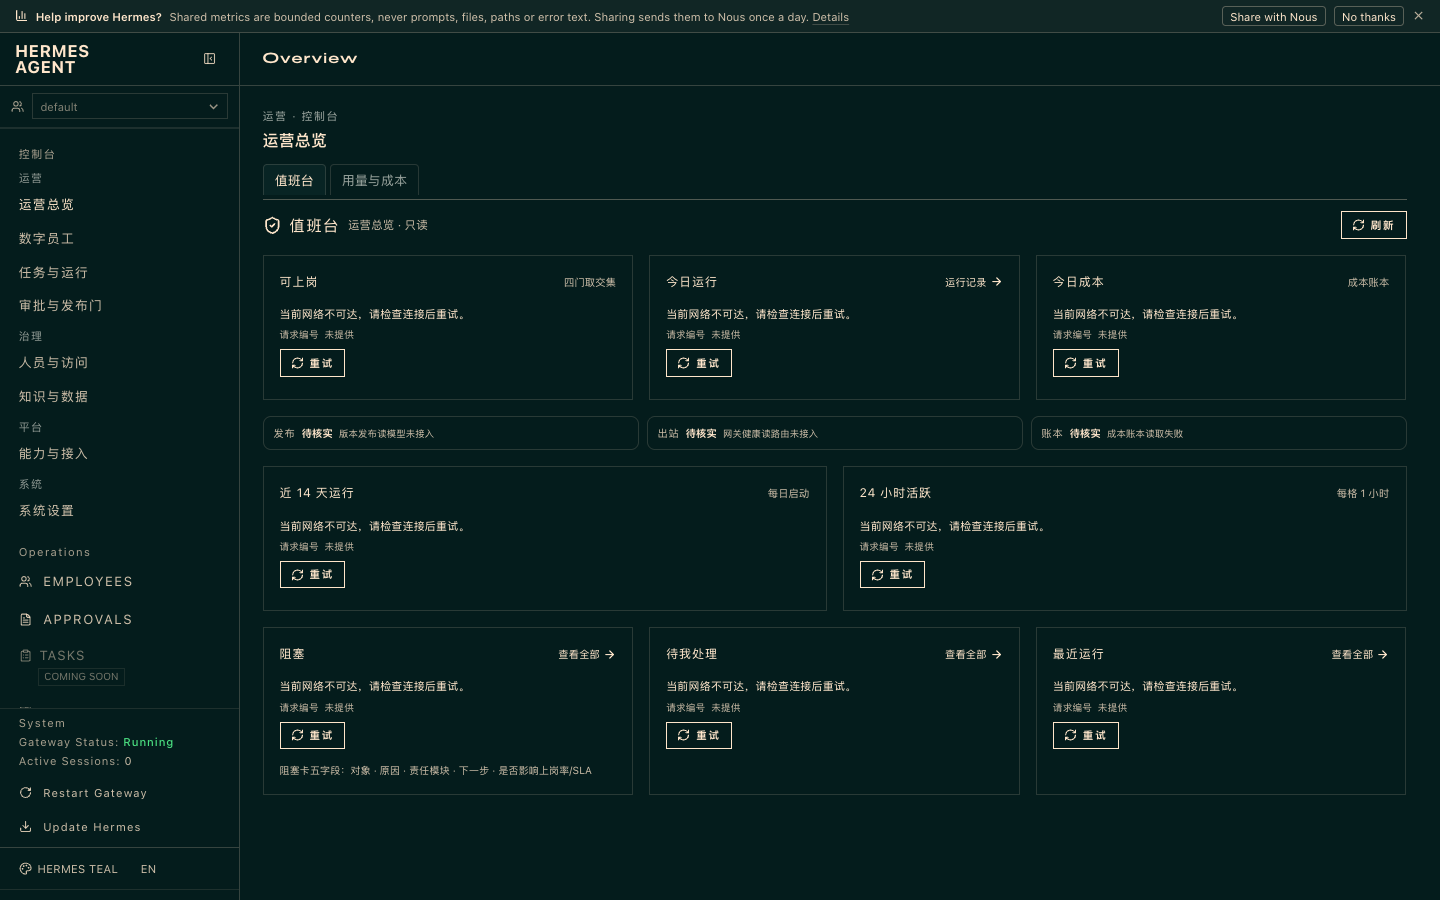 Help improve Hermes? Shared metrics are bounded counters, never prompts, files, paths or error text. Sharing sends them to Nous once a day. Details
Share with Nous
No thanks
HERMES
AGENT
Overview
default
控制台
运营
运营总览
数字员工
任务与运行
审批与发布门
治理
人员与访问
知识与数据
平台
能力与接入
系统
系统设置
Operations
EMPLOYEES
APPROVALS
TASKS
COMING SOON
System
Gateway Status: Running
Active Sessions: 0
Restart Gateway
Update Hermes
HERMES TEAL
EN
运营 · 控制台
运营总览
值班台
用量与成本
值班台 运营总览 · 只读
刷新
可上岗
四门取交集
当前网络不可达，请检查连接后重试。
请求编号 未提供
重试
今日运行
运行记录
当前网络不可达，请检查连接后重试。
请求编号 未提供
重试
今日成本
成本账本
当前网络不可达，请检查连接后重试。
请求编号 未提供
重试
发布 待核实 版本发布读模型未接入
出站 待核实 网关健康读路由未接入
账本 待核实 成本账本读取失败
近 14 天运行
每日启动
当前网络不可达，请检查连接后重试。
请求编号 未提供
重试
24 小时活跃
每格 1 小时
当前网络不可达，请检查连接后重试。
请求编号 未提供
重试
阻塞
查看全部
当前网络不可达，请检查连接后重试。
请求编号 未提供
重试
阻塞卡五字段：对象 · 原因 · 责任模块 · 下一步 · 是否影响上岗率/SLA
待我处理
查看全部
当前网络不可达，请检查连接后重试。
请求编号 未提供
重试
最近运行
查看全部
当前网络不可达，请检查连接后重试。
请求编号 未提供
重试